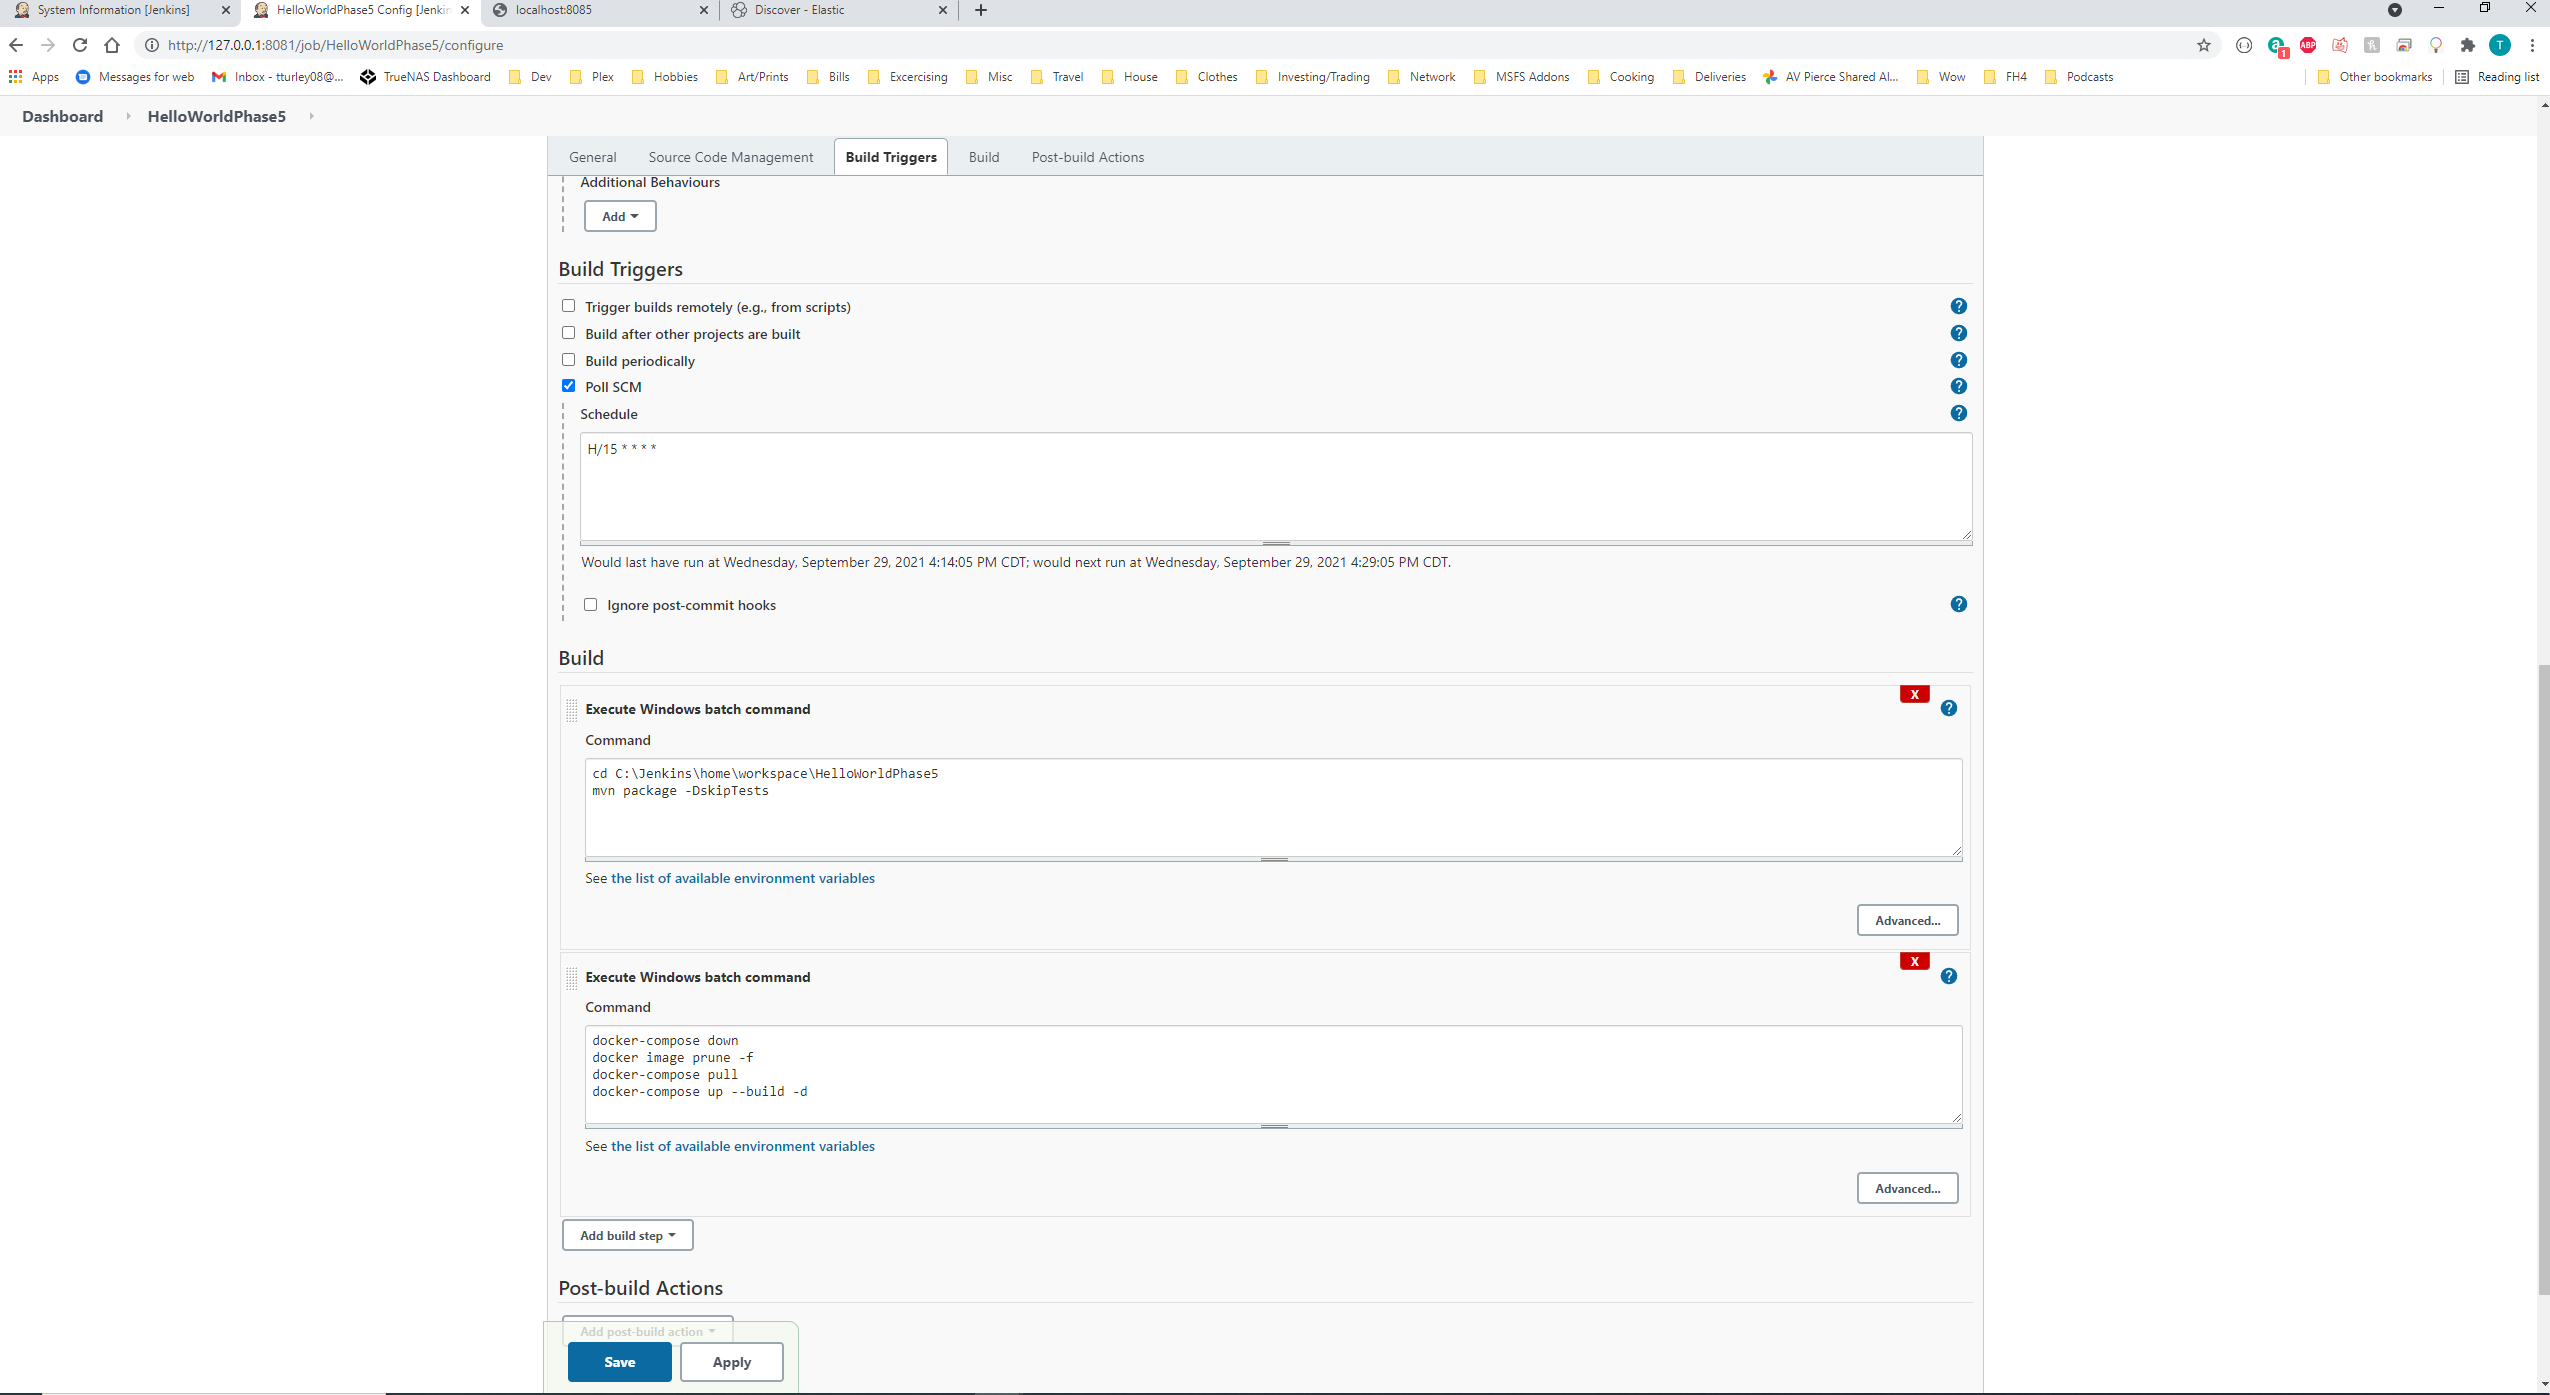 System Information [Jenkins]
HelloWorldPhase5 Config [Jenkin
localhost:8085
Discover - Elastic
http://127.0.0.1:8081/job/HelloWorldPhase5/configure
Apps
Messages for web
Inbox - tturley08@...
TrueNAS Dashboard
Dev
Plex
Hobbies
Art/Prints
Bills
Excercising
Misc
Travel
House
Clothes
Investing/Trading
Network
MSFS Addons
Cooking
Deliveries
AV Pierce Shared Al...
Wow
FH4
Podcasts
Other bookmarks
Reading list
Dashboard
HelloWorldPhase5
General
Source Code Management
Build Triggers
Build
Post-build Actions
Additional Behaviours
Add
Build Triggers
Trigger builds remotely (e.g., from scripts)
Build after other projects are built
Build periodically
Poll SCM
Schedule
H/15 * * * *
Would last have run at Wednesday, September 29, 2021 4:14:05 PM CDT; would next run at Wednesday, September 29, 2021 4:29:05 PM CDT.
Ignore post-commit hooks
Build
X
Execute Windows batch command
Command
cd C:\Jenkins\home\workspace\HelloWorldPhase5
mvn package -DskipTests
See the list of available environment variables
Advanced...
X
Execute Windows batch command
Command
docker-compose down
docker image prune -f
docker-compose pull
docker-compose up --build -d
See the list of available environment variables
Advanced...
Add build step
Post-build Actions
Add post-build action
Save
Apply